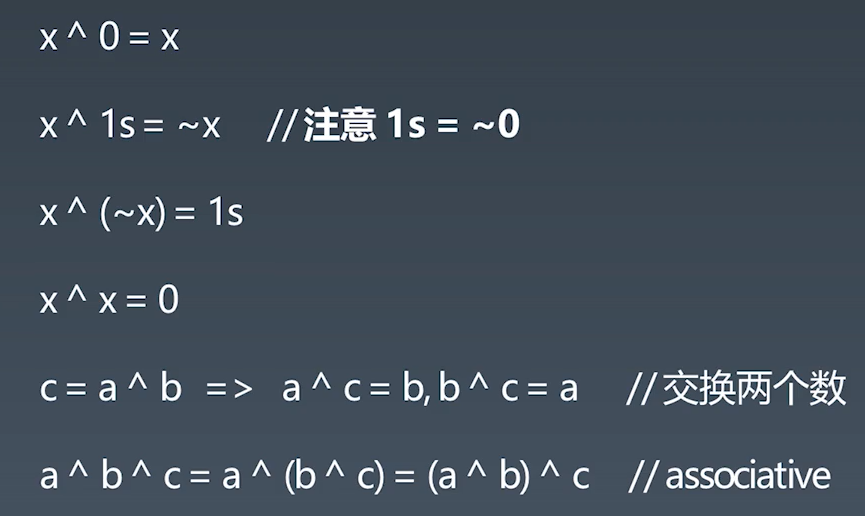 x ^ 0 = x
x ^ 1s = ~x // 注意 1s = ~0
x ^ (~x) = 1s
x ^ x = 0
c = a ^ b => a ^ c = b, b ^ c = a // 交换两个数
a ^ b ^ c = a ^ (b ^ c) = (a ^ b) ^ c // associative